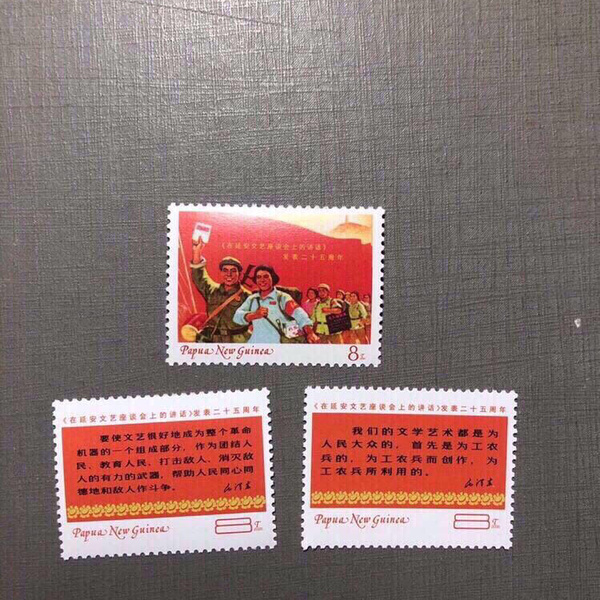 《在延安文艺座谈会上的讲话》
发表二十五周年
Papua New Guinea 8
《在延安文艺座谈会上的讲话》发表二十五周年
要使文艺很好地成为整个革命
机器的一个组成部分，作为团结人
民、教育人民、打击敌人、消灭敌
人的有力的武器，帮助人民同心同
德地和敌人作斗争。 毛泽东
Papua New Guinea 8
《在延安文艺座谈会上的讲话》发表二十五周年
我们的文学艺术都是为
人民大众的，首先是为工农
兵的，为工农兵而创作，为
工农兵所利用的。 毛泽东
Papua New Guinea 8